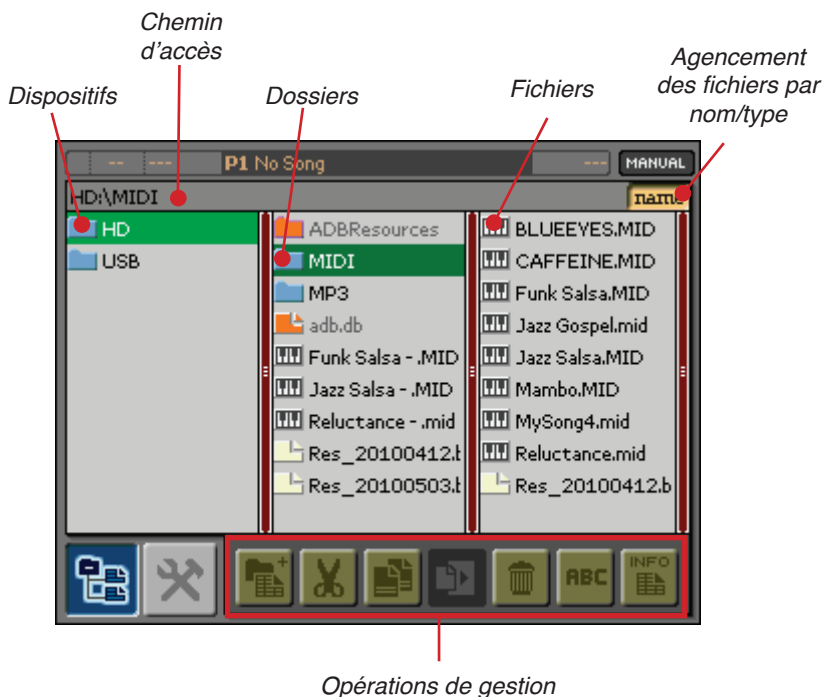 Chemin
d'accès
Agencement
des fichiers par
nom/type
Dispositifs
Dossiers
Fichiers
-- --- P1 No Song --- MANUAL
HD:\MIDI
name
HD
USB
ADBResources
MIDI
MP3
adb.db
Funk Salsa - .MID
Jazz Salsa - .MID
Reluctance - .mid
Res_20100412.b
Res_20100503.b
BLUEEYES.MID
CAFFEINE.MID
Funk Salsa.MID
Jazz Gospel.mid
Jazz Salsa.MID
Mambo.MID
MySong4.mid
Reluctance.mid
Res_20100412.b
ABC
INFO
Opérations de gestion